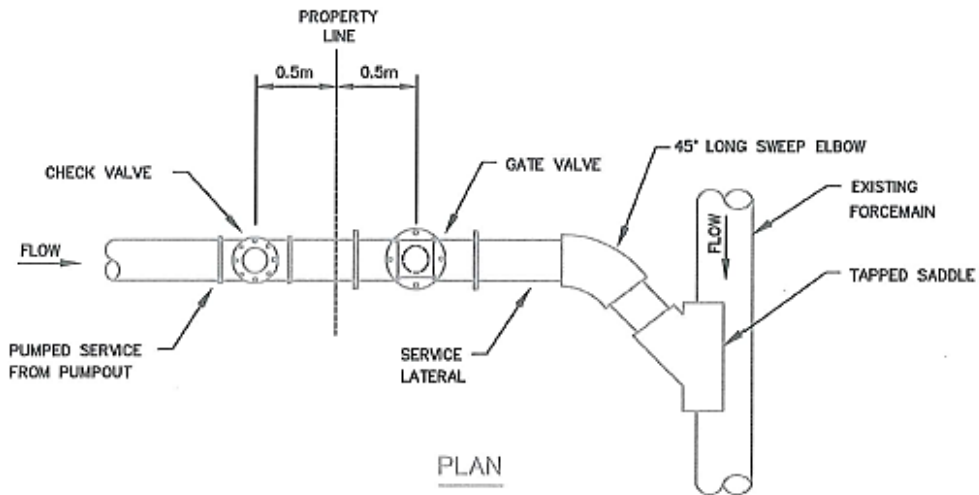 PROPERTY
LINE
0.5m
0.5m
CHECK VALVE
GATE VALVE
45° LONG SWEEP ELBOW
EXISTING
FORCEMAIN
FLOW
FLOW
TAPPED SADDLE
PUMPED SERVICE
FROM PUMPOUT
SERVICE
LATERAL
PLAN